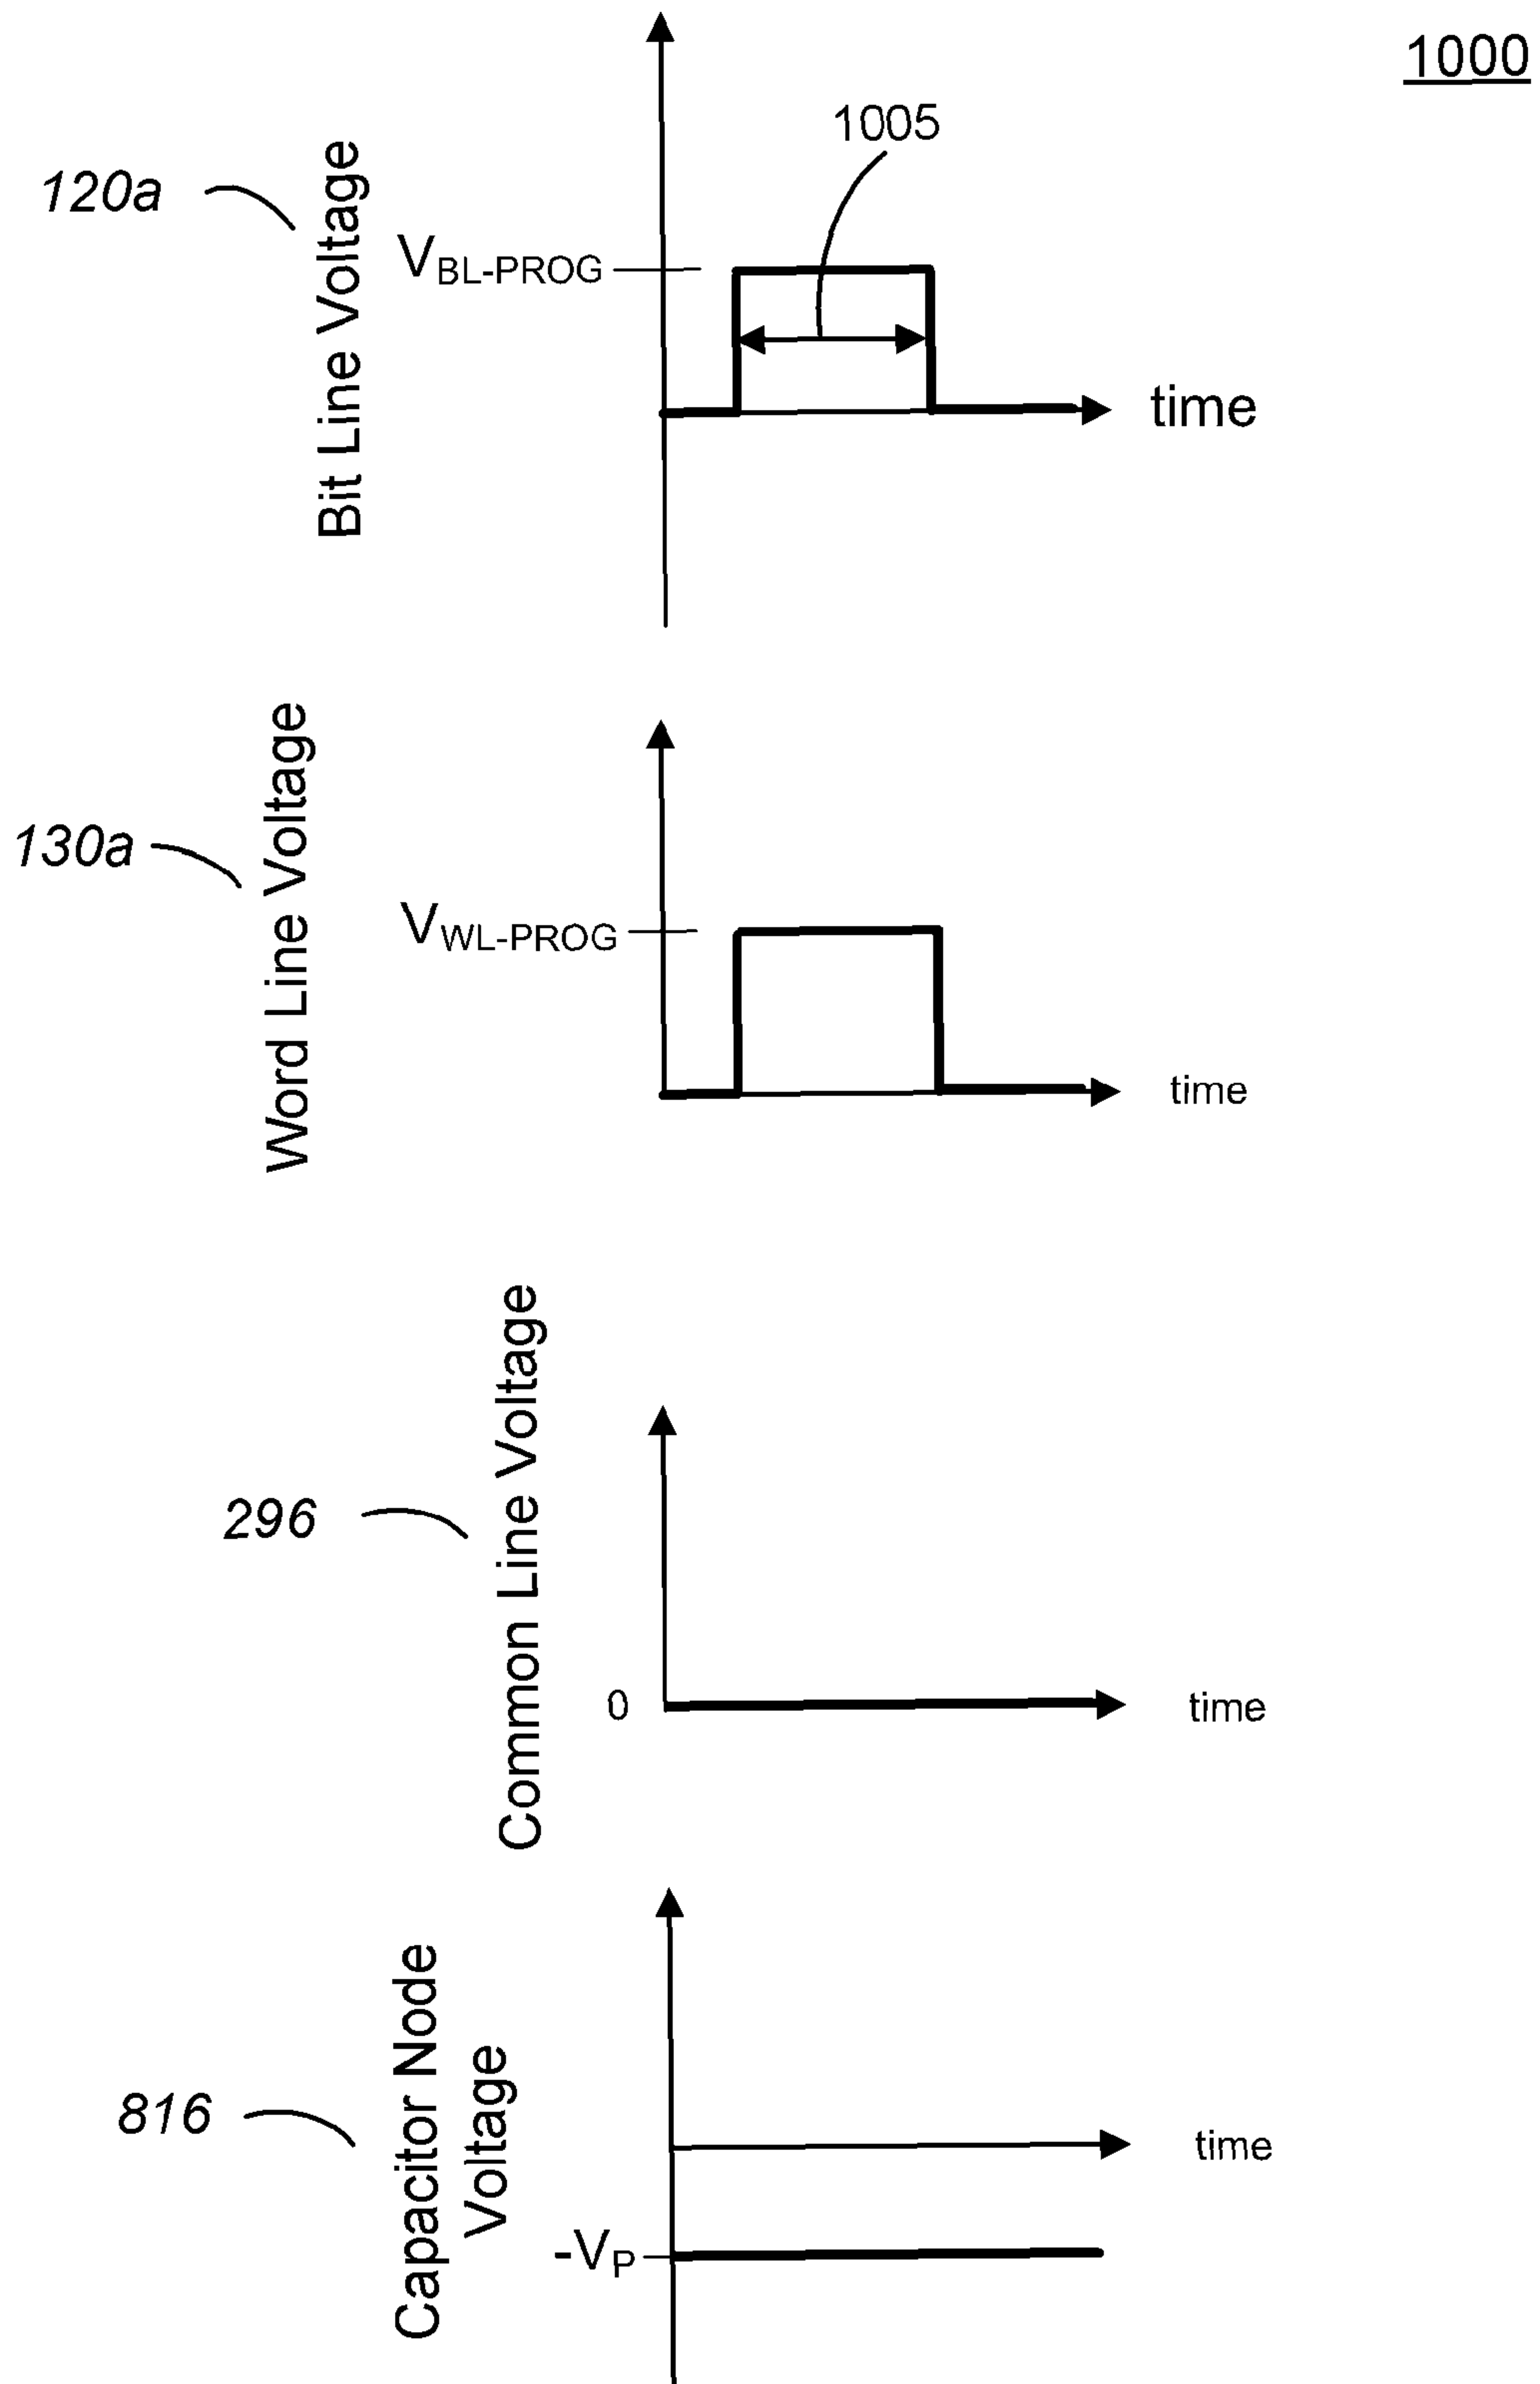 1000
1005
120a
Bit Line Voltage
VBL-PROG
time
130a
Word Line Voltage
VWL-PROG
time
296
Common Line Voltage
0
time
816
Capacitor Node
Voltage
time
-VP